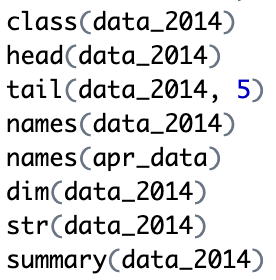 class(data_2014)
head(data_2014)
tail(data_2014, 5)
names(data_2014)
names(apr_data)
dim(data_2014)
str(data_2014)
summary(data_2014)